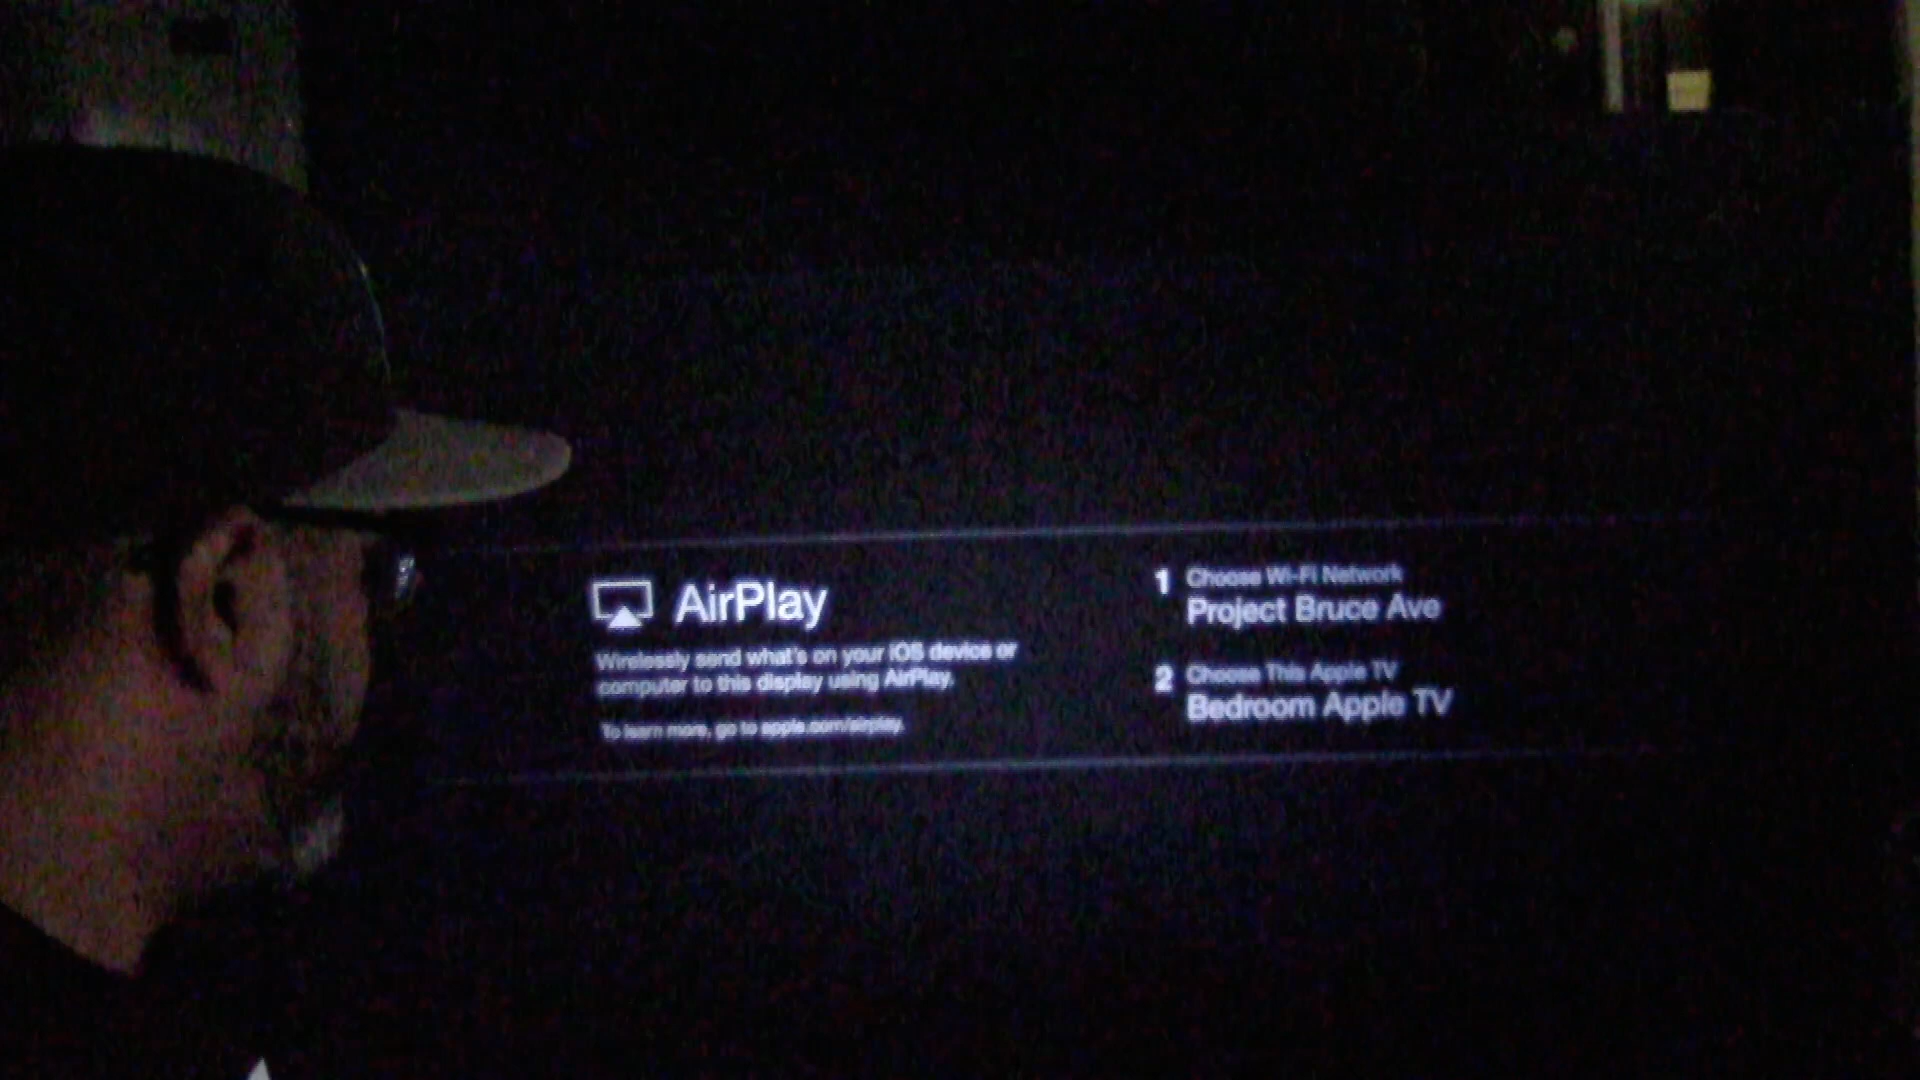 AirPlay
Wirelessly send what's on your iOS device or
computer to this display using AirPlay.
To learn more, go to apple.com/airplay.
1 Choose Wi-Fi Network
Project Bruce Ave
2 Choose This Apple TV
Bedroom Apple TV